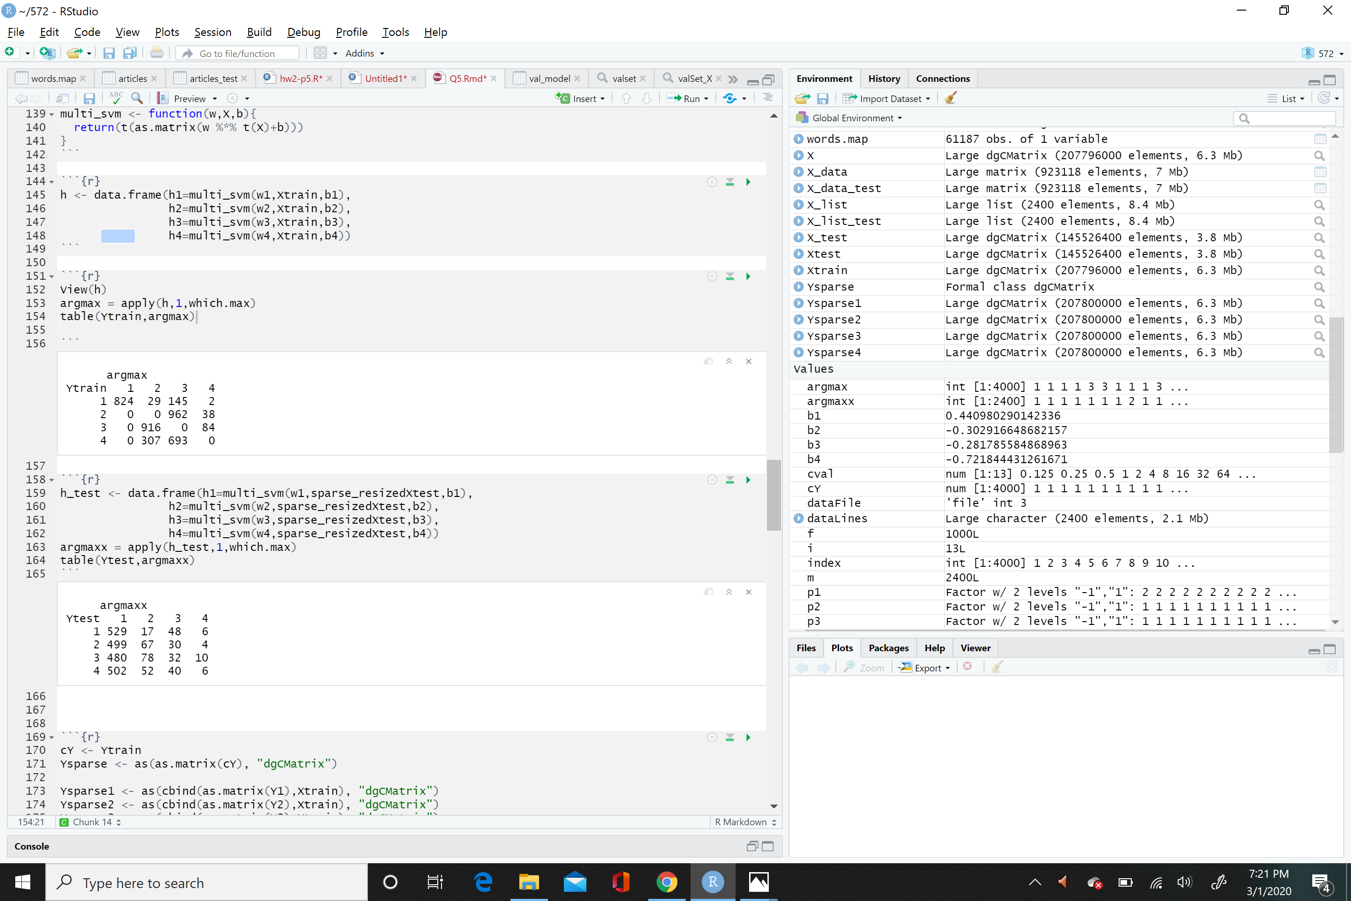 ~/572 - RStudio
File Edit Code View Plots Session Build Debug Profile Tools Help
Go to file/function Addins 572
words.map articles articles_test hw2-p5.R* Untitled1* Q5.Rmd* val_model valset valSet_X
ABC Preview Insert Run
139 multi_svm <- function(w,X,b){
140 return(t(as.matrix(w %*% t(X)+b)))
141 }
142 ```
143
144 ```{r}
145 h <- data.frame(h1=multi_svm(w1,Xtrain,b1),
146 h2=multi_svm(w2,Xtrain,b2),
147 h3=multi_svm(w3,Xtrain,b3),
148 h4=multi_svm(w4,Xtrain,b4))
149 ```
150
151 ```{r}
152 View(h)
153 argmax = apply(h,1,which.max)
154 table(Ytrain,argmax)
155
156 ```
argmax
Ytrain 1 2 3 4
1 824 29 145 2
2 0 0 962 38
3 0 916 0 84
4 0 307 693 0
157
158 ```{r}
159 h_test <- data.frame(h1=multi_svm(w1,sparse_resizedXtest,b1),
160 h2=multi_svm(w2,sparse_resizedXtest,b2),
161 h3=multi_svm(w3,sparse_resizedXtest,b3),
162 h4=multi_svm(w4,sparse_resizedXtest,b4))
163 argmaxx = apply(h_test,1,which.max)
164 table(Ytest,argmaxx)
165 ```
argmaxx
Ytest 1 2 3 4
1 529 17 48 6
2 499 67 30 4
3 480 78 32 10
4 502 52 40 6
166
167
168
169 ```{r}
170 cY <- Ytrain
171 Ysparse <- as(as.matrix(cY), "dgCMatrix")
172
173 Ysparse1 <- as(cbind(as.matrix(Y1),Xtrain), "dgCMatrix")
174 Ysparse2 <- as(cbind(as.matrix(Y2),Xtrain), "dgCMatrix")
154:21 Chunk 14 R Markdown
Console
Environment History Connections
Import Dataset List
Global Environment
words.map 61187 obs. of 1 variable
X Large dgCMatrix (207796000 elements, 6.3 Mb)
X_data Large matrix (923118 elements, 7 Mb)
X_data_test Large matrix (923118 elements, 7 Mb)
X_list Large list (2400 elements, 8.4 Mb)
X_list_test Large list (2400 elements, 8.4 Mb)
X_test Large dgCMatrix (145526400 elements, 3.8 Mb)
Xtest Large dgCMatrix (145526400 elements, 3.8 Mb)
Xtrain Large dgCMatrix (207796000 elements, 6.3 Mb)
Ysparse Formal class dgCMatrix
Ysparse1 Large dgCMatrix (207800000 elements, 6.3 Mb)
Ysparse2 Large dgCMatrix (207800000 elements, 6.3 Mb)
Ysparse3 Large dgCMatrix (207800000 elements, 6.3 Mb)
Ysparse4 Large dgCMatrix (207800000 elements, 6.3 Mb)
Values
argmax int [1:4000] 1 1 1 1 3 3 1 1 1 3 ...
argmaxx int [1:2400] 1 1 1 1 1 1 1 2 1 1 ...
b1 0.440980290142336
b2 -0.302916648682157
b3 -0.281785584868963
b4 -0.721844431261671
cval num [1:13] 0.125 0.25 0.5 1 2 4 8 16 32 64 ...
cY num [1:4000] 1 1 1 1 1 1 1 1 1 1 ...
dataFile 'file' int 3
dataLines Large character (2400 elements, 2.1 Mb)
f 1000L
i 13L
index int [1:4000] 1 2 3 4 5 6 7 8 9 10 ...
m 2400L
p1 Factor w/ 2 levels "-1","1": 2 2 2 2 2 2 2 2 2 2 ...
p2 Factor w/ 2 levels "-1","1": 1 1 1 1 1 1 1 1 1 1 ...
p3 Factor w/ 2 levels "-1","1": 1 1 1 1 1 1 1 1 1 1 ...
Files Plots Packages Help Viewer
Zoom Export
Type here to search
7:21 PM
3/1/2020
4